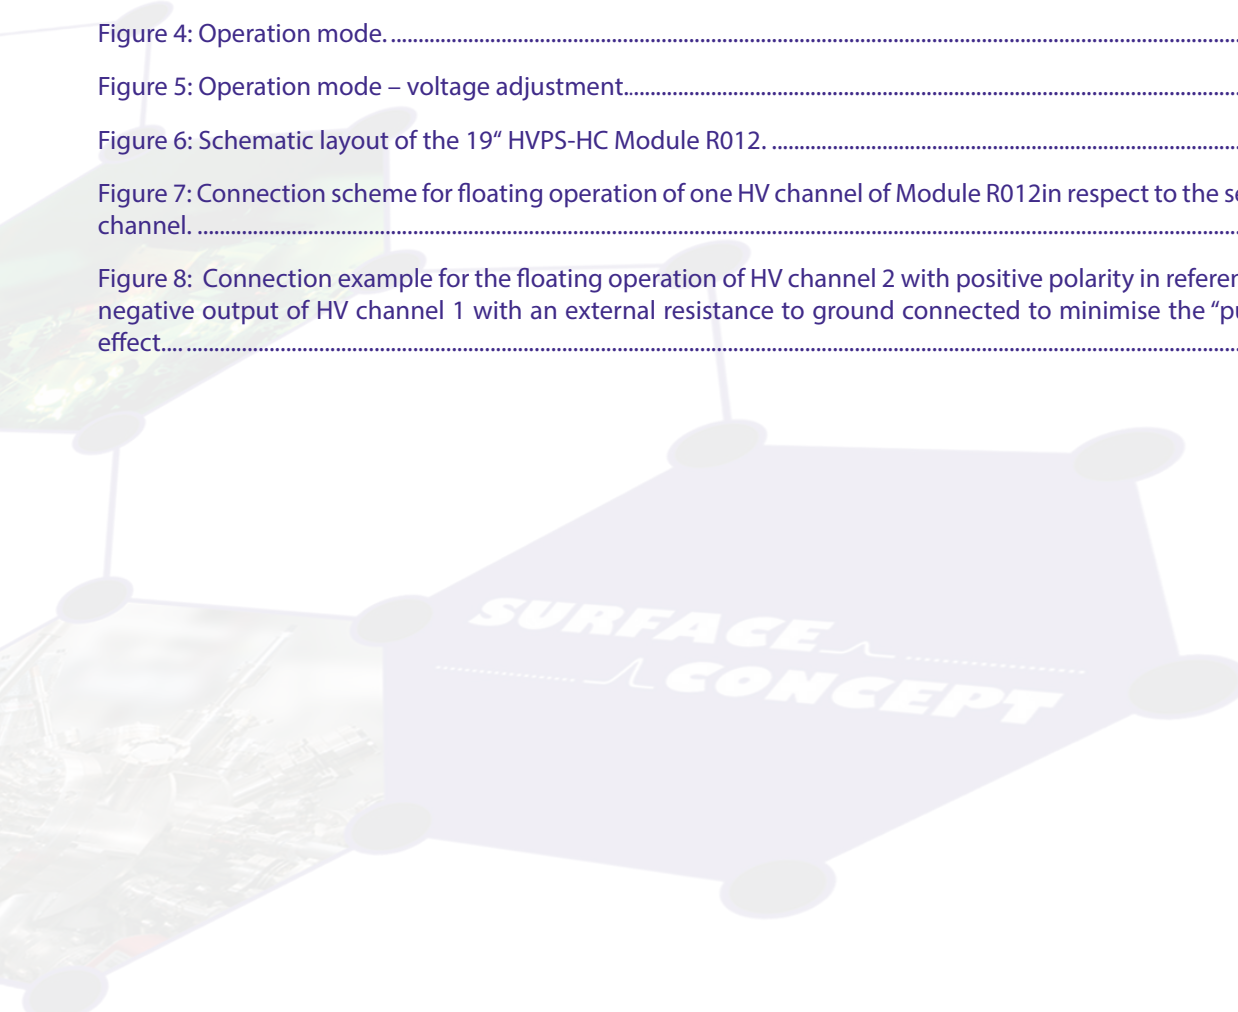 Figure 4: Operation mode. ........................................................................................................................
Figure 5: Operation mode – voltage adjustment.........................................................................................
Figure 6: Schematic layout of the 19“ HVPS-HC Module R012. ................................................................
Figure 7: Connection scheme for floating operation of one HV channel of Module R012in respect to the
channel. ........................................................................................................................
Figure 8:  Connection example for the floating operation of HV channel 2 with positive polarity in
negative output of HV channel 1 with an external resistance to ground connected to minimise the
effect.... ........................................................................................................................
SURFACE
CONCEPT